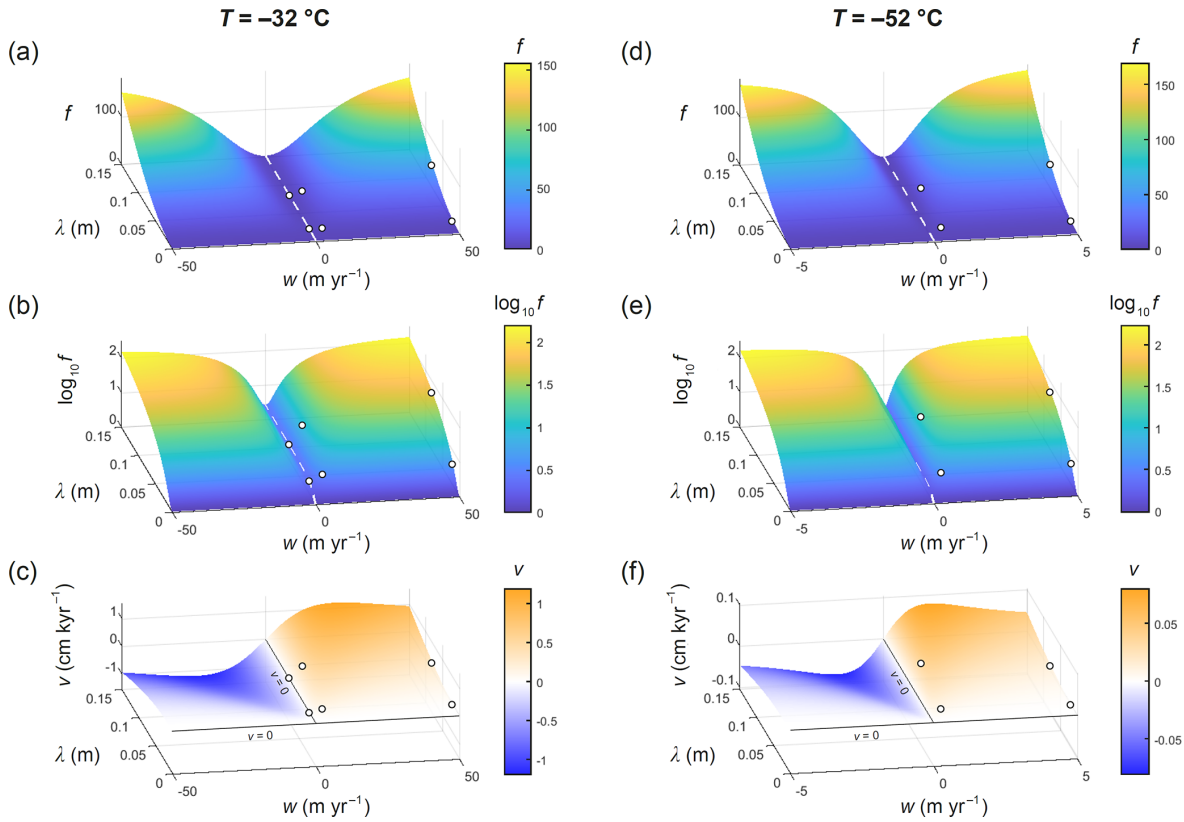 T = –32 °C
T = –52 °C
(a)
f
f
100
0
0.15
0.1
0.05
0
λ (m)
-50
0
50
w (m yr⁻¹)
150
100
50
0
(d)
f
f
100
0
0.15
0.1
0.05
0
λ (m)
-5
0
5
w (m yr⁻¹)
150
100
50
0
(b)
log₁₀ f
log₁₀ f
2
1
0
0.15
0.1
0.05
0
λ (m)
-50
0
50
w (m yr⁻¹)
2
1.5
1
0.5
0
(e)
log₁₀ f
log₁₀ f
2
1
0
0.15
0.1
0.05
0
λ (m)
-5
0
5
w (m yr⁻¹)
2
1.5
1
0.5
0
(c)
v
v (cm kyr⁻¹)
1
0
-1
0.15
0.1
0.05
0
λ (m)
v = 0
v = 0
-50
0
50
w (m yr⁻¹)
1
0.5
0
-0.5
-1
(f)
v
v (cm kyr⁻¹)
0.1
0
-0.1
0.15
0.1
0.05
0
λ (m)
v = 0
v = 0
-5
0
5
w (m yr⁻¹)
0.05
0
-0.05